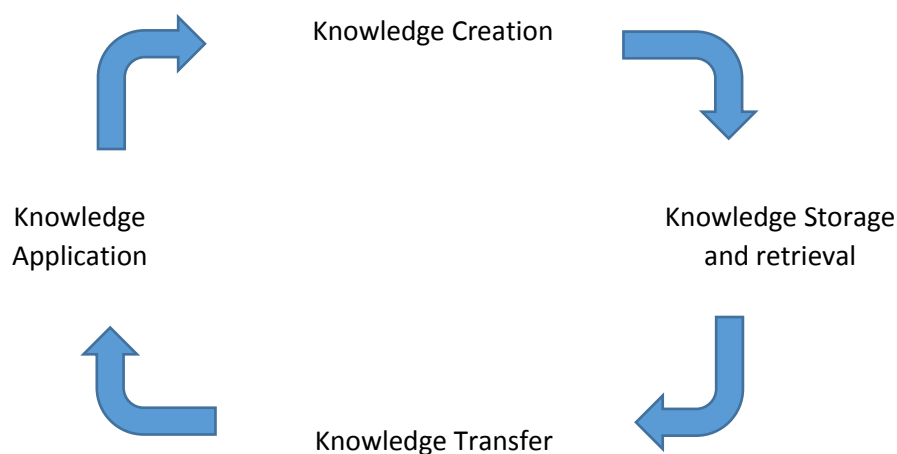 Knowledge Creation
Knowledge
Application
Knowledge Storage
and retrieval
Knowledge Transfer